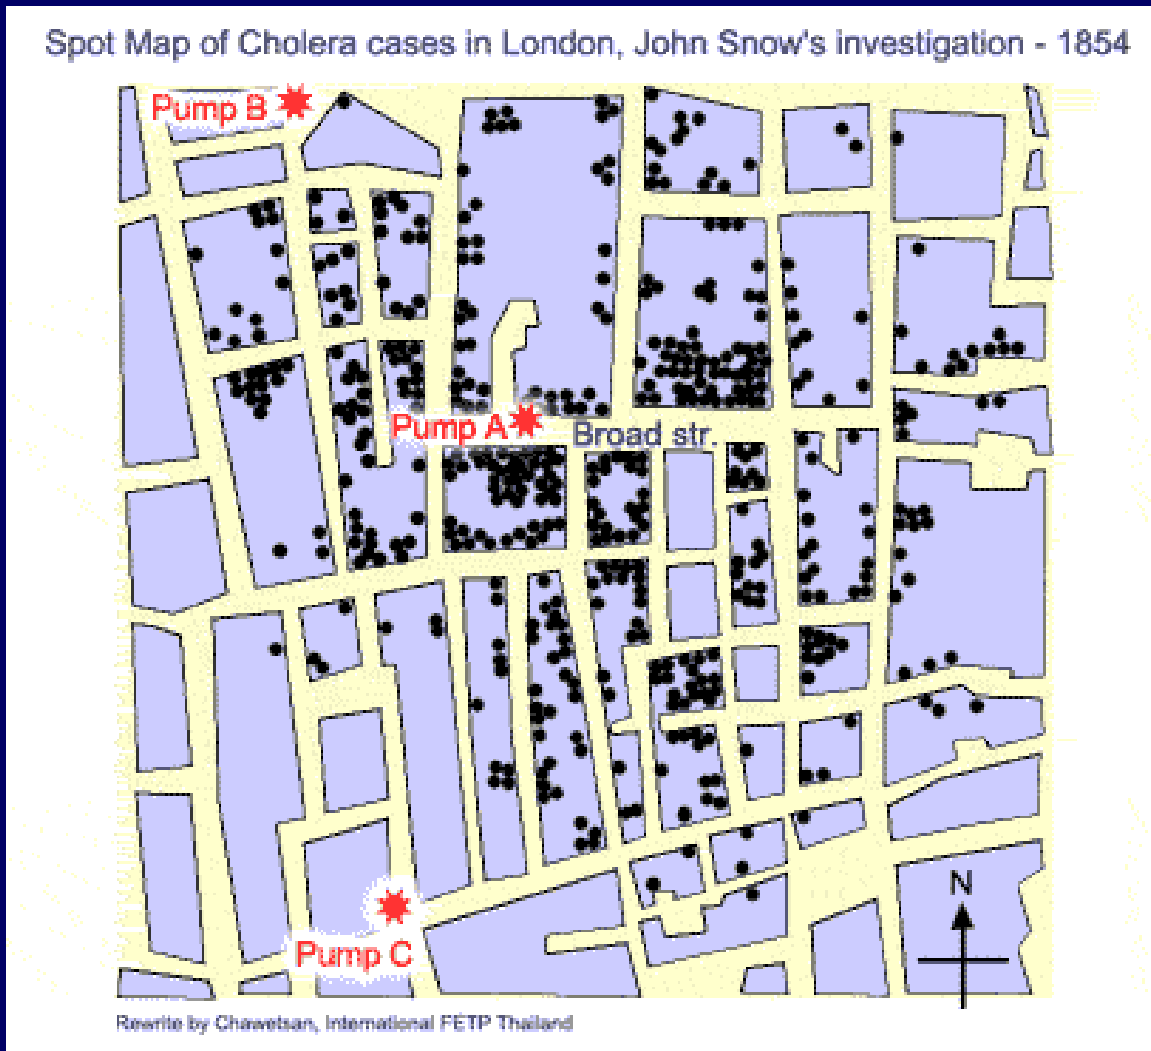 Spot Map of Cholera cases in London, John Snow's investigation - 1854
Pump B
Pump A
Broad str.
N
Pump C
Rewrite by Chawetsan, International FETP Thailand